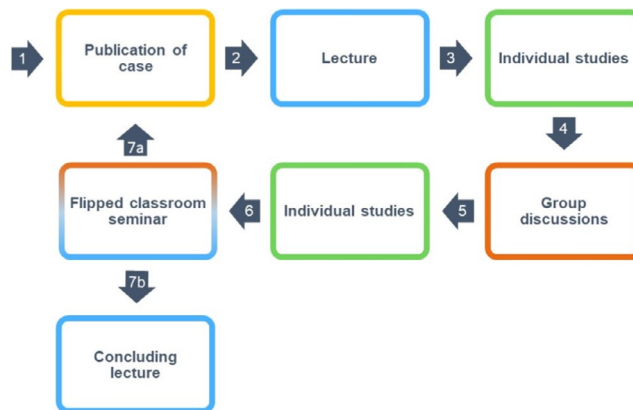 1
Publication of
case
2
Lecture
3
Individual studies
4
Group
discussions
5
Individual studies
6
Flipped classroom
seminar
7a
7b
Concluding
lecture